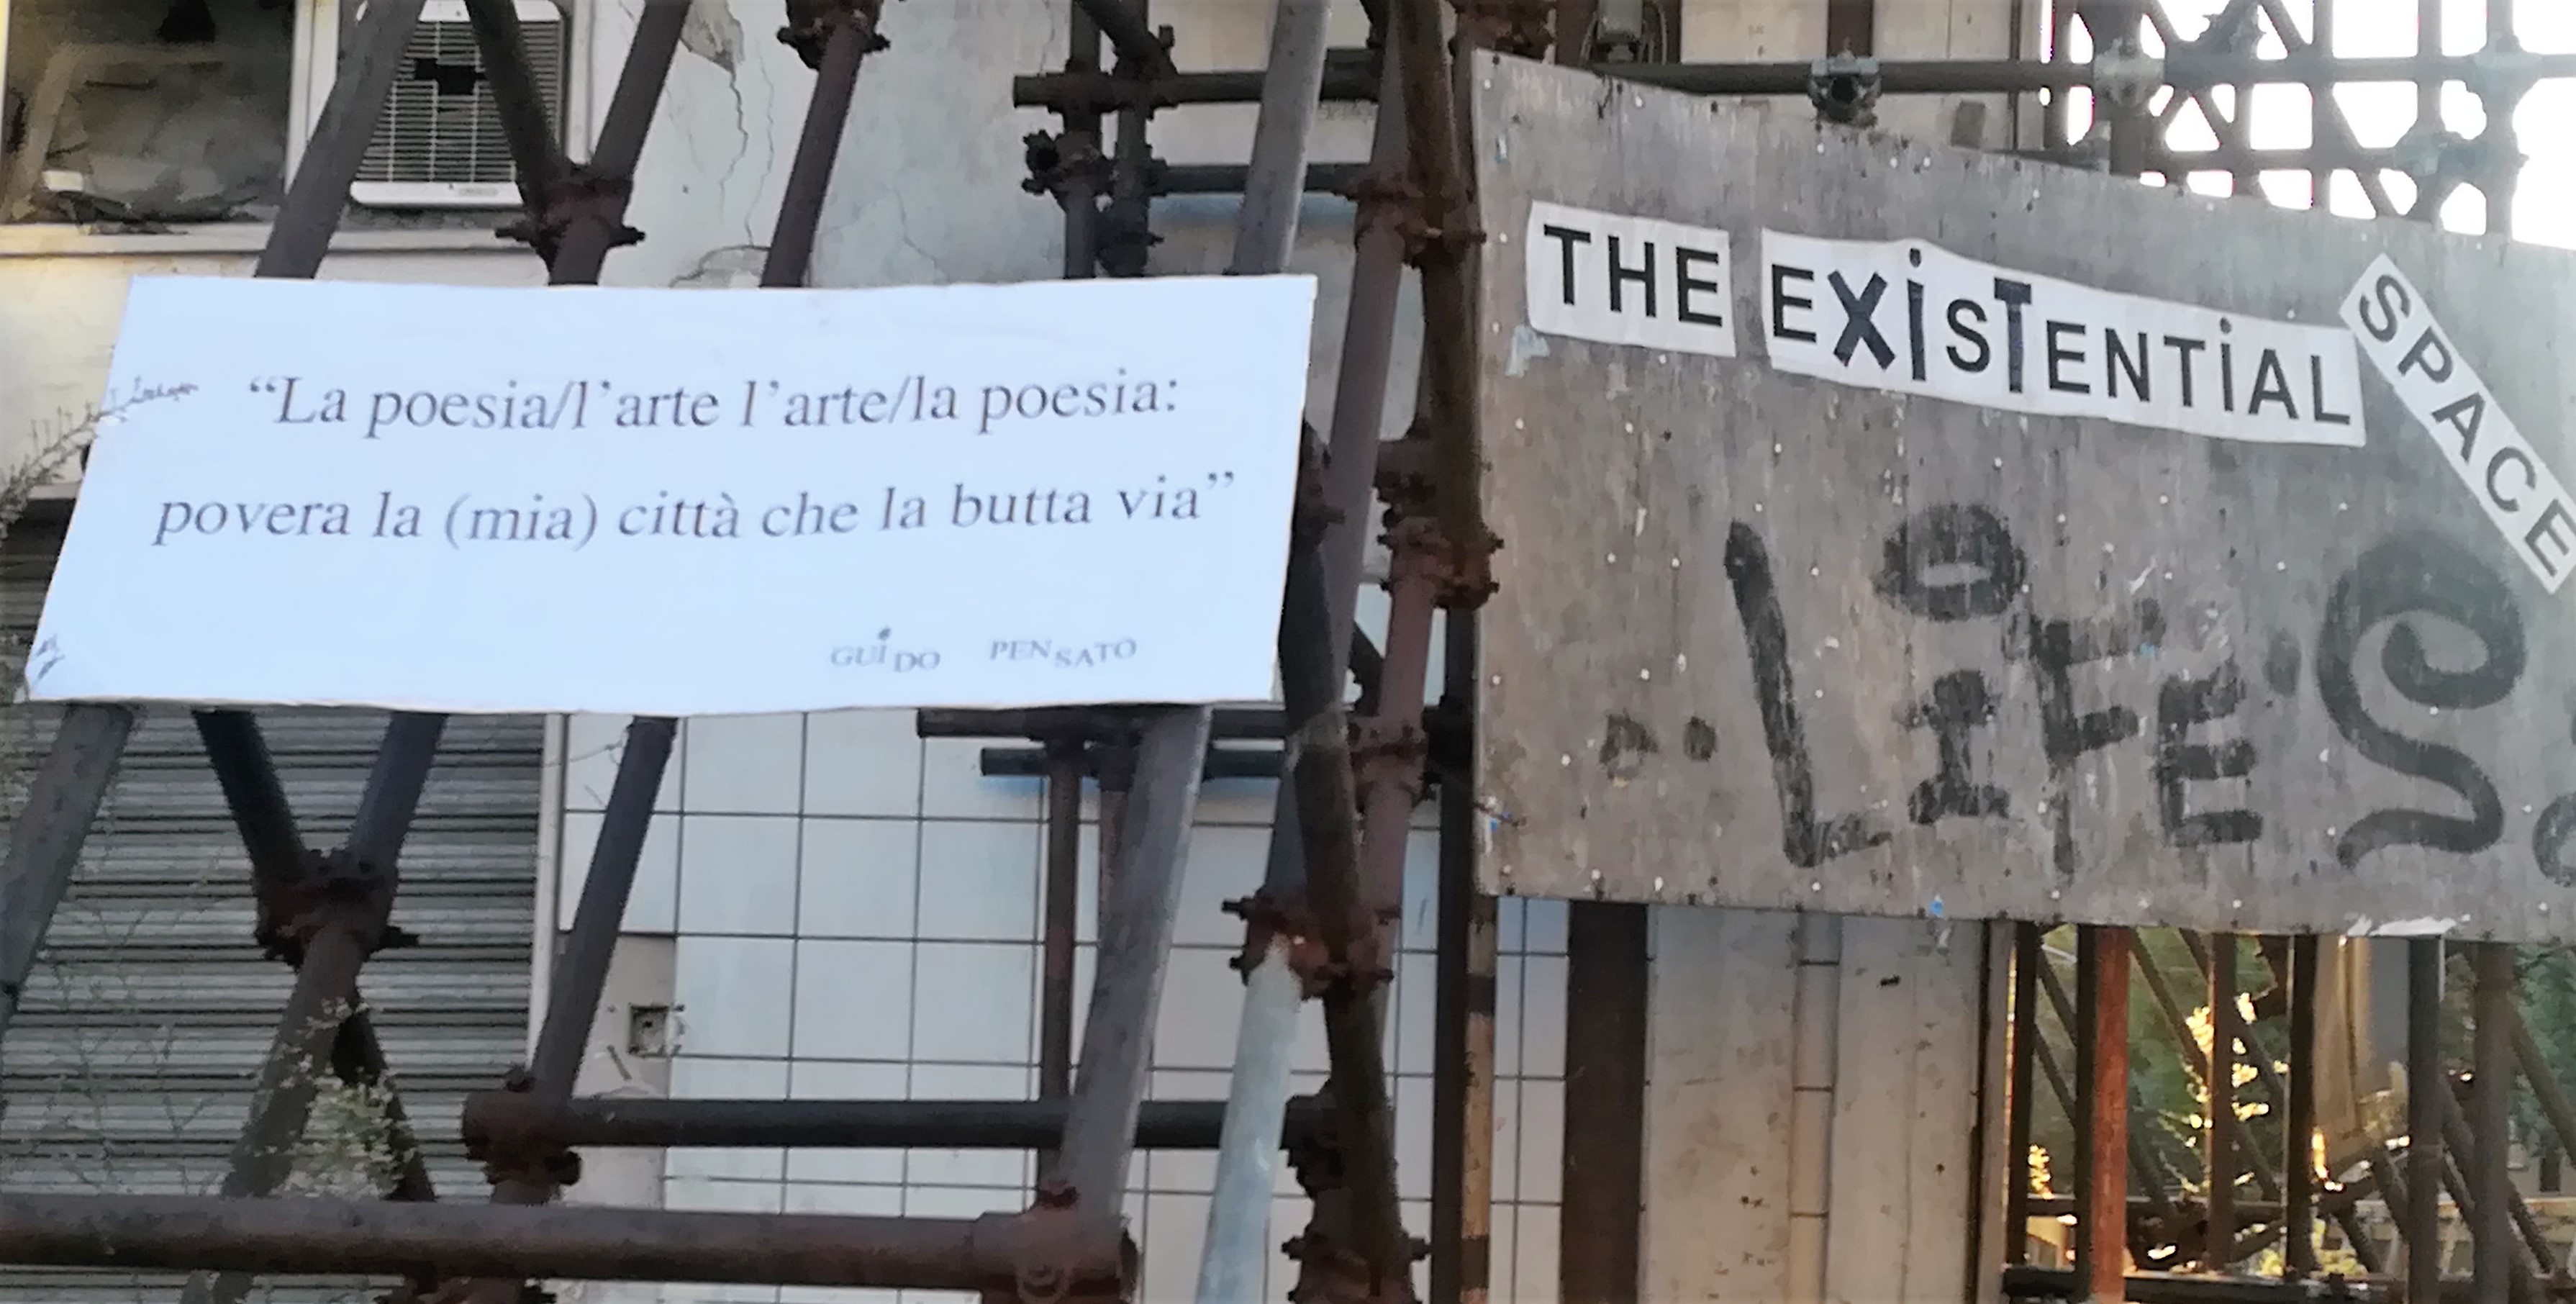 “La poesia/l’arte l’arte/la poesia:
povera la (mia) città che la butta via”
GUiDO PENSATO
THE EXiSTENTiAL
SPACE
LIFE'S